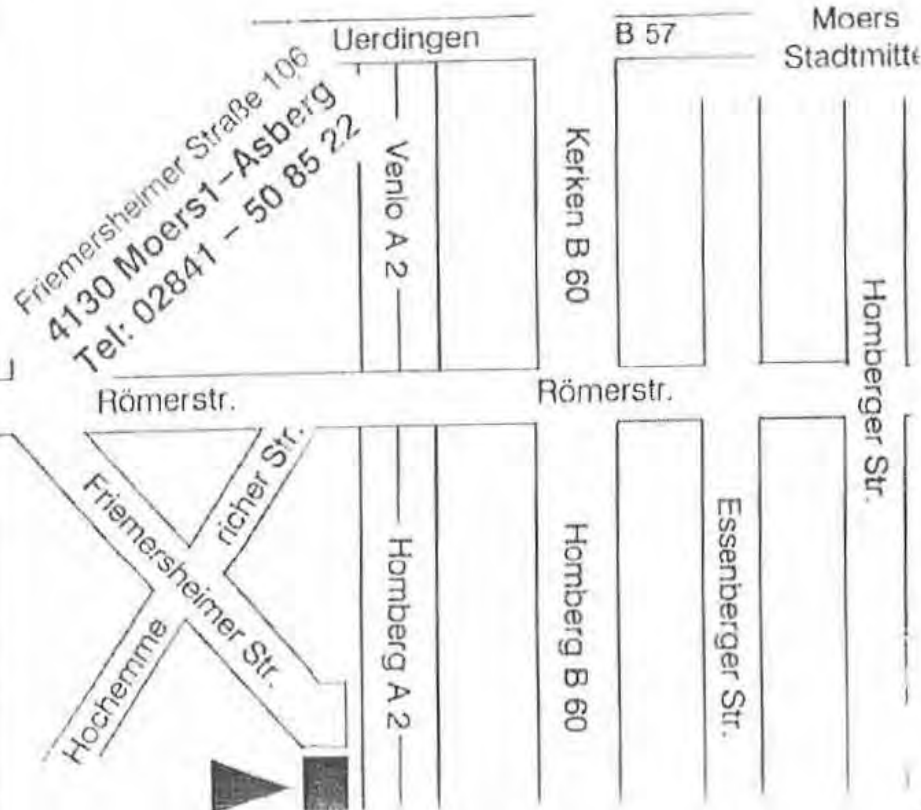 Uerdingen
B 57
Moers
Stadtmitte
Friemersheimer Straße 106
4130 Moers1–Asberg
Tel: 02841 – 50 85 22
Venlo A 2
Kerken B 60
Homberger Str.
Römerstr.
Römerstr.
Friemersheimer Str.
Hochemme
richer Str.
Homberg A 2
Homberg B 60
Essenberger Str.